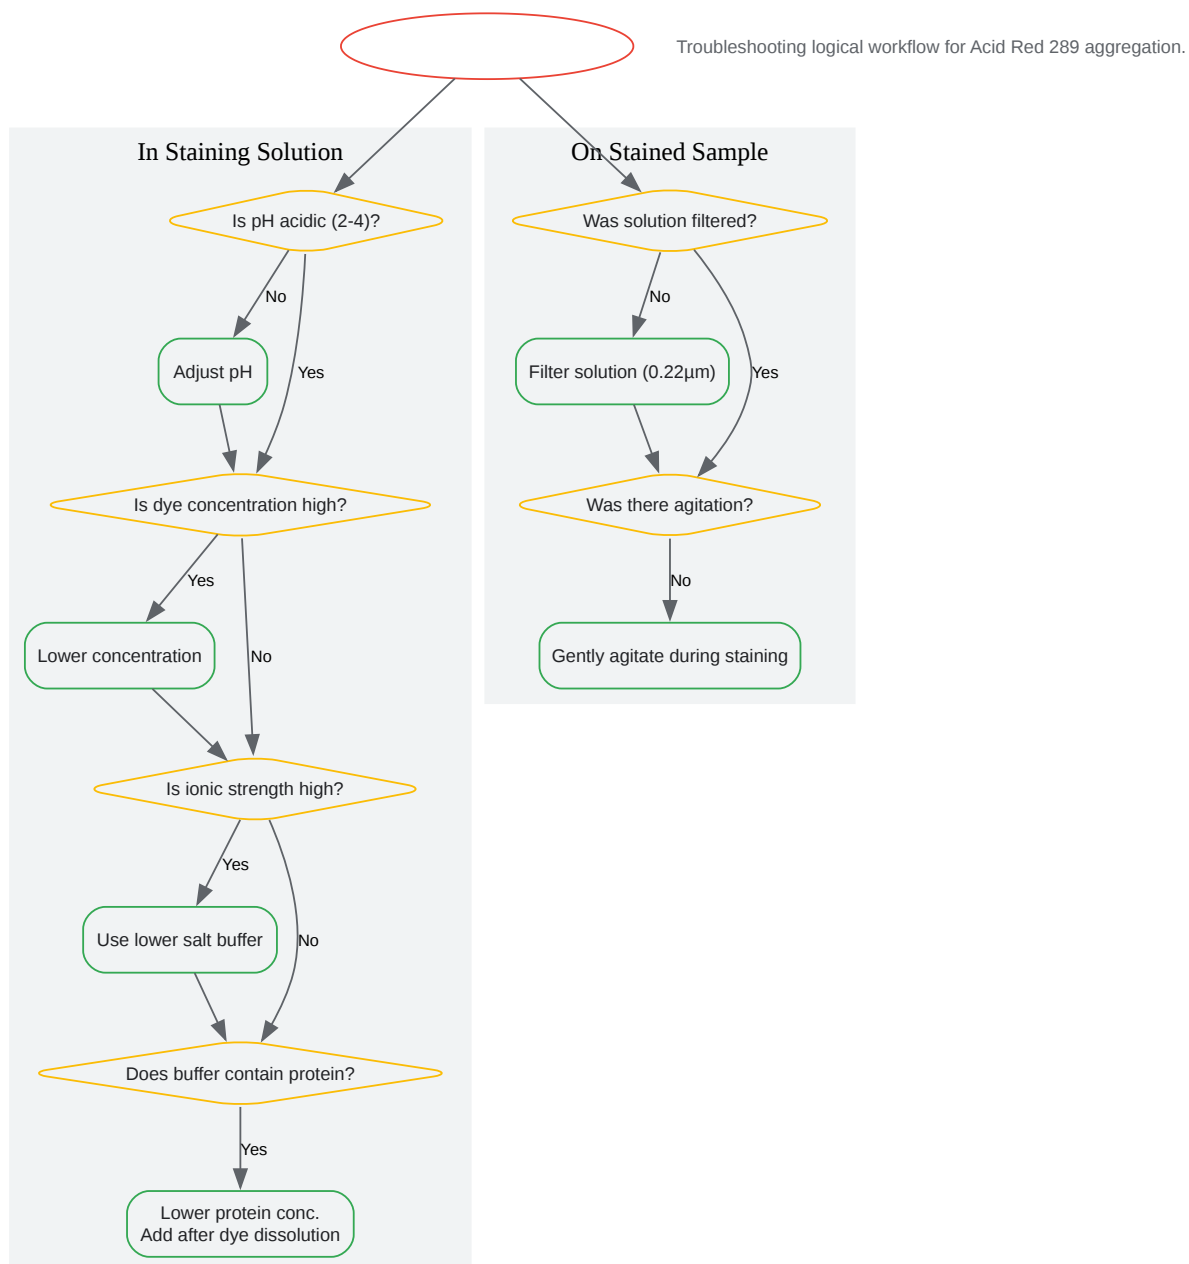 Troubleshooting logical workflow for Acid Red 289 aggregation.
In Staining Solution
Is pH acidic (2-4)?
No
Adjust pH
Yes
Is dye concentration high?
Yes
Lower concentration
No
Is ionic strength high?
Yes
Use lower salt buffer
No
Does buffer contain protein?
Yes
Lower protein conc.
Add after dye dissolution
On Stained Sample
Was solution filtered?
No
Filter solution (0.22µm)
Yes
Was there agitation?
No
Gently agitate during staining